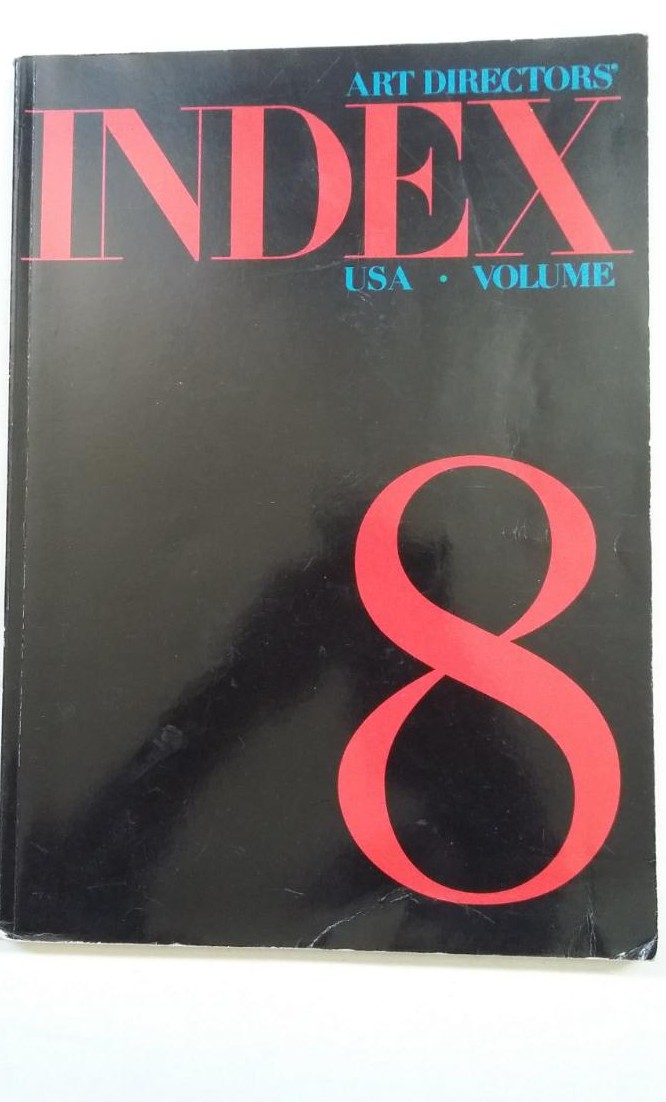 ART DIRECTORS'
INDEX
USA · VOLUME
8